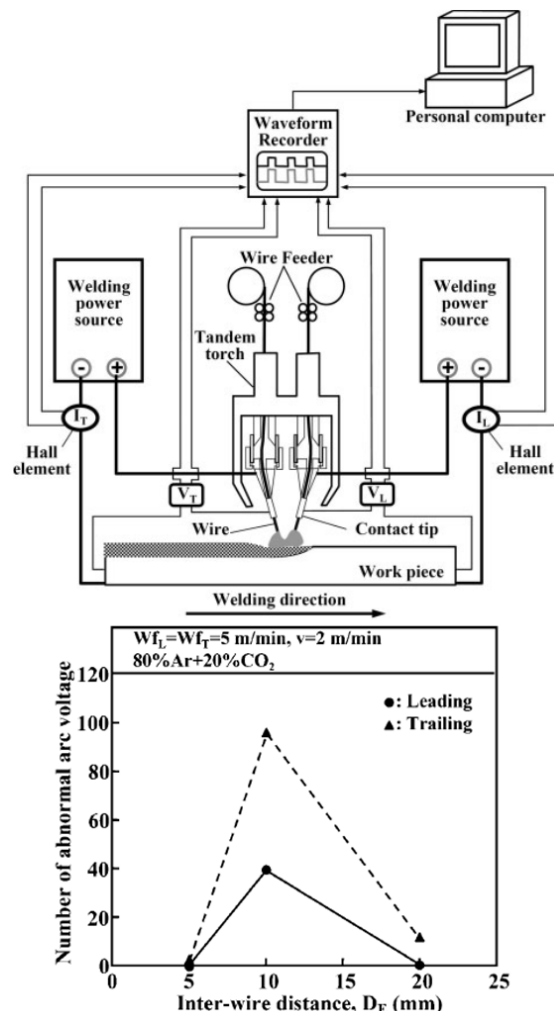 Personal computer
Waveform
Recorder
Wire Feeder
Welding
power
source
Welding
power
source
Tandem
torch
- +
+ -
I_T
I_L
Hall
element
Hall
element
V_T
V_L
Wire
Contact tip
Work piece
Welding direction
Wf_L=Wf_T=5 m/min, v=2 m/min
80%Ar+20%CO₂
120
100
80
60
40
20
0
●: Leading
▲: Trailing
Number of abnormal arc voltage
0 5 10 15 20 25
Inter-wire distance, D_E (mm)